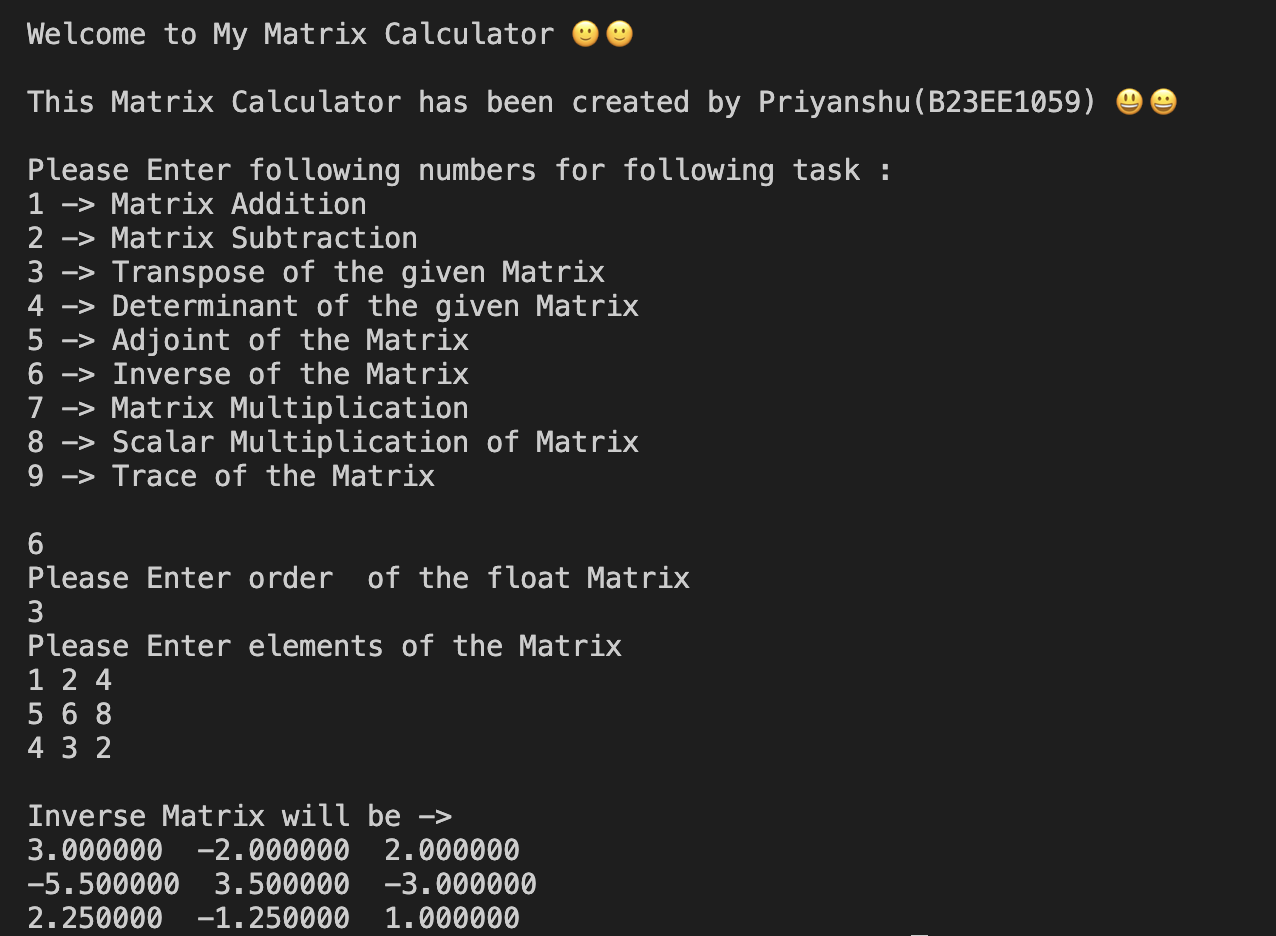 Welcome to My Matrix Calculator 🙂🙂
This Matrix Calculator has been created by Priyanshu(B23EE1059) 😃😀
Please Enter following numbers for following task :
1 -> Matrix Addition
2 -> Matrix Subtraction
3 -> Transpose of the given Matrix
4 -> Determinant of the given Matrix
5 -> Adjoint of the Matrix
6 -> Inverse of the Matrix
7 -> Matrix Multiplication
8 -> Scalar Multiplication of Matrix
9 -> Trace of the Matrix
6
Please Enter order  of the float Matrix
3
Please Enter elements of the Matrix
1 2 4
5 6 8
4 3 2
Inverse Matrix will be ->
3.000000  -2.000000  2.000000
-5.500000  3.500000  -3.000000
2.250000  -1.250000  1.000000